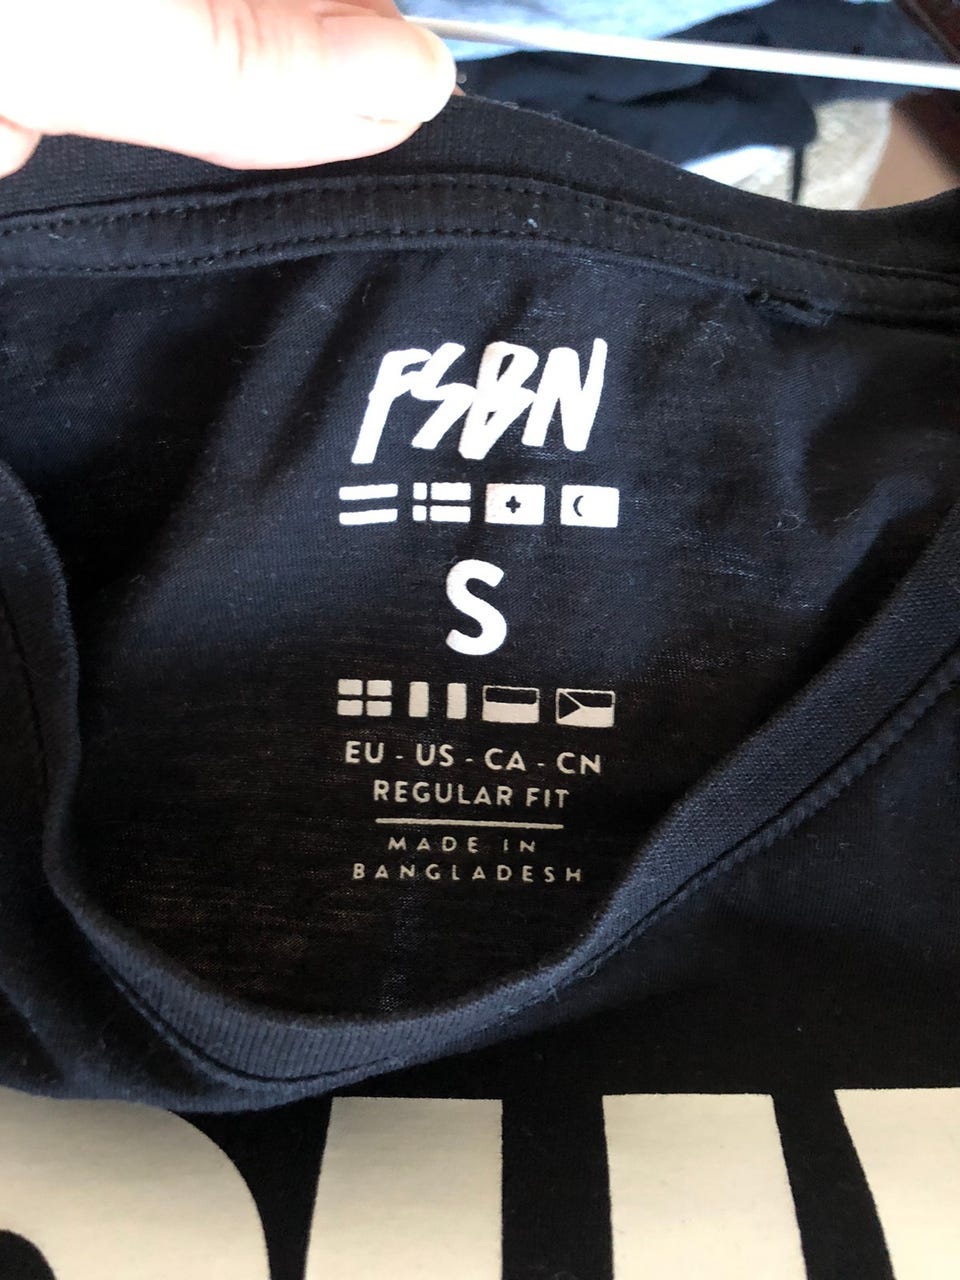 FSBN
S
EU - US - CA - CN
REGULAR FIT
MADE IN
BANGLADESH